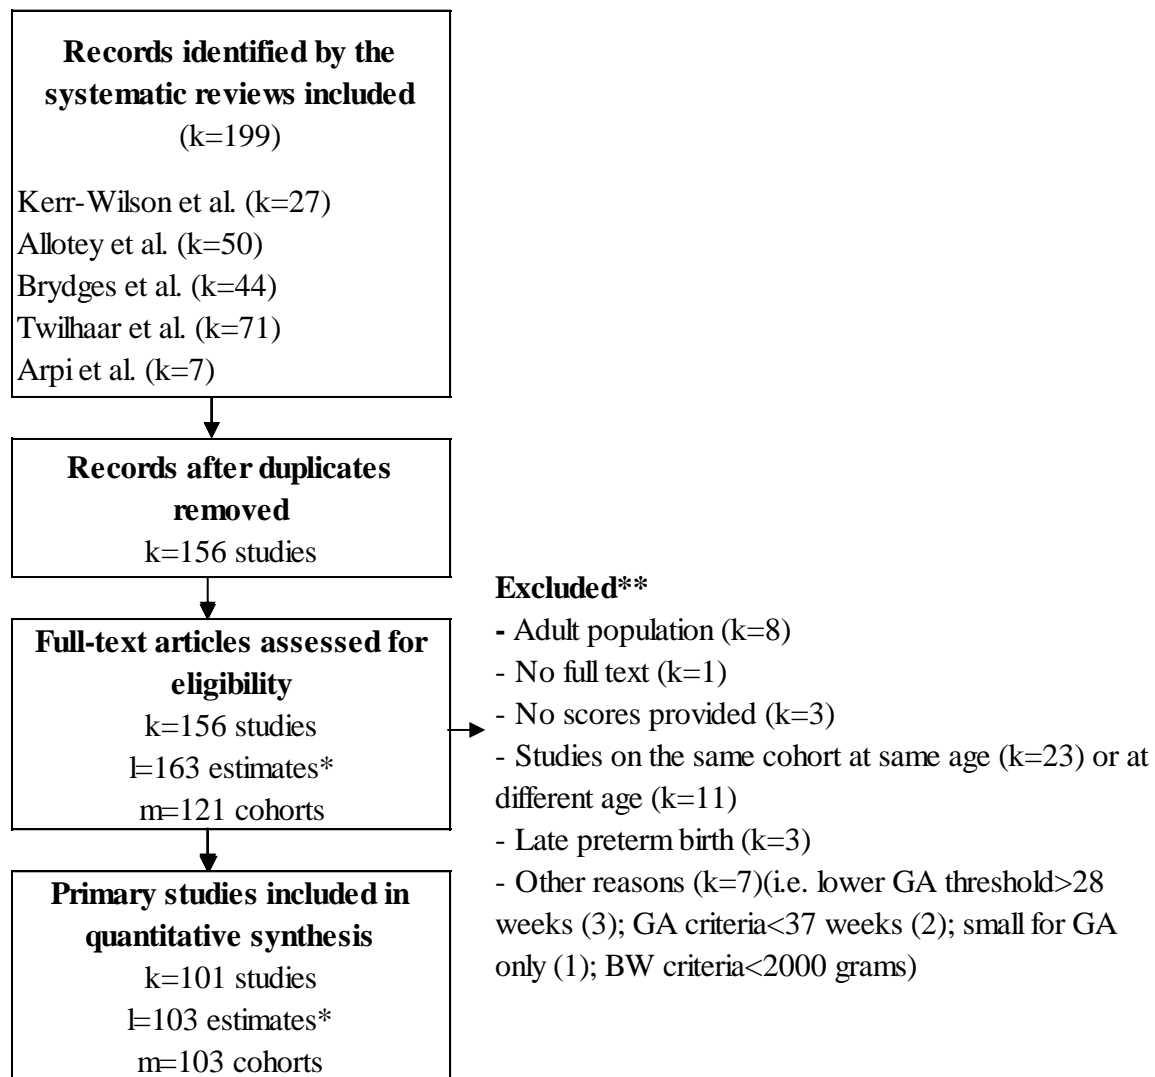 Records identified by the
systematic reviews included
(k=199)
Kerr-Wilson et al. (k=27)
Allotey et al. (k=50)
Brydges et al. (k=44)
Twilhaar et al. (k=71)
Arpi et al. (k=7)
Records after duplicates
removed
k=156 studies
Full-text articles assessed for
eligibility
k=156 studies
l=163 estimates*
m=121 cohorts
Excluded**
- Adult population (k=8)
- No full text (k=1)
- No scores provided (k=3)
- Studies on the same cohort at same age (k=23) or at
different age (k=11)
- Late preterm birth (k=3)
- Other reasons (k=7)(i.e. lower GA threshold>28
weeks (3); GA criteria<37 weeks (2); small for GA
only (1); BW criteria<2000 grams)
Primary studies included in
quantitative synthesis
k=101 studies
l=103 estimates*
m=103 cohorts